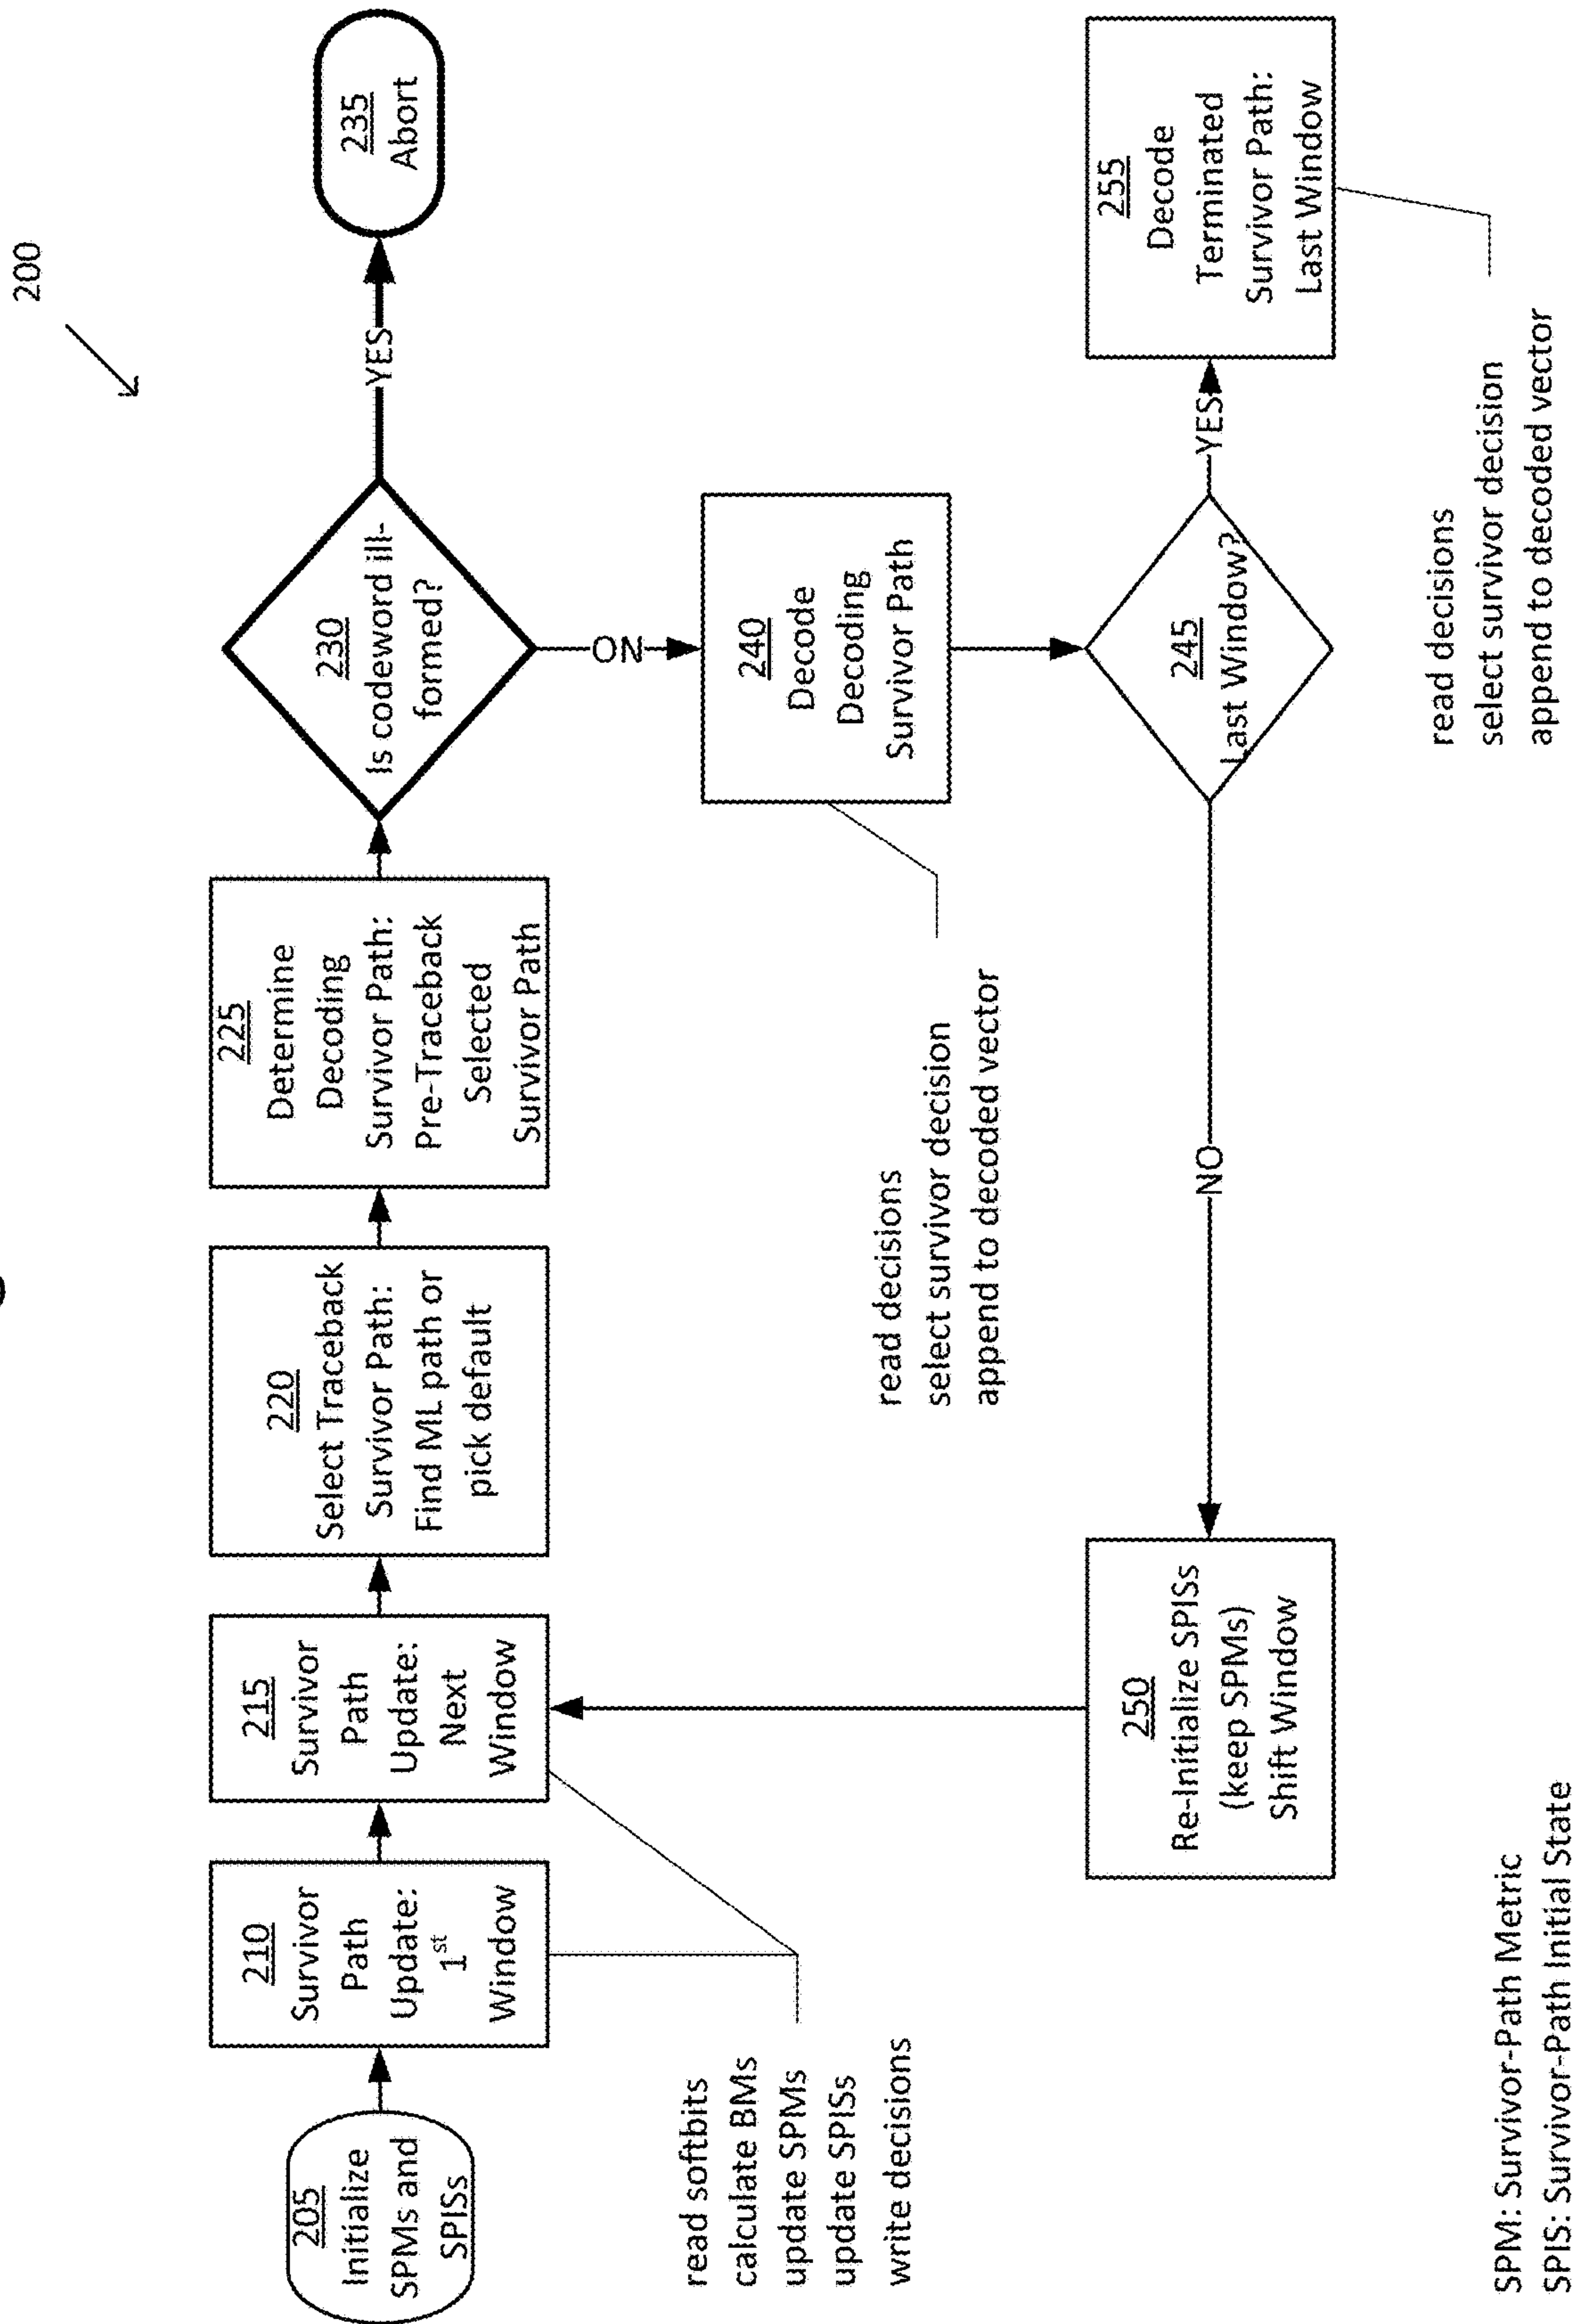 200
205
Initialize
SPMs and
SPISs
210
Survivor
Path
Update:
1st
Window
215
Survivor
Path
Update:
Next
Window
220
Select Traceback
Survivor Path:
Find ML path or
pick default
225
Determine
Decoding
Survivor Path:
Pre-Traceback
Selected
Survivor Path
230
Is codeword ill-
formed?
YES
235
Abort
ON
240
Decode
Decoding
Survivor Path
245
Last Window?
YES
255
Decode
Terminated
Survivor Path:
Last Window
NO
250
Re-Initialize SPISs
(keep SPMs)
Shift Window
read softbits
calculate BMs
update SPMs
update SPISs
write decisions
read decisions
select survivor decision
append to decoded vector
read decisions
select survivor decision
append to decoded vector
SPM: Survivor-Path Metric
SPIS: Survivor-Path Initial State